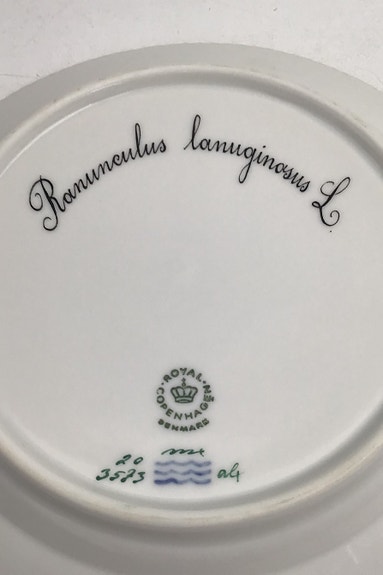 Ranunculus lanuginosus L.
ROYAL
COPENHAGEN
DENMARK
20
3573